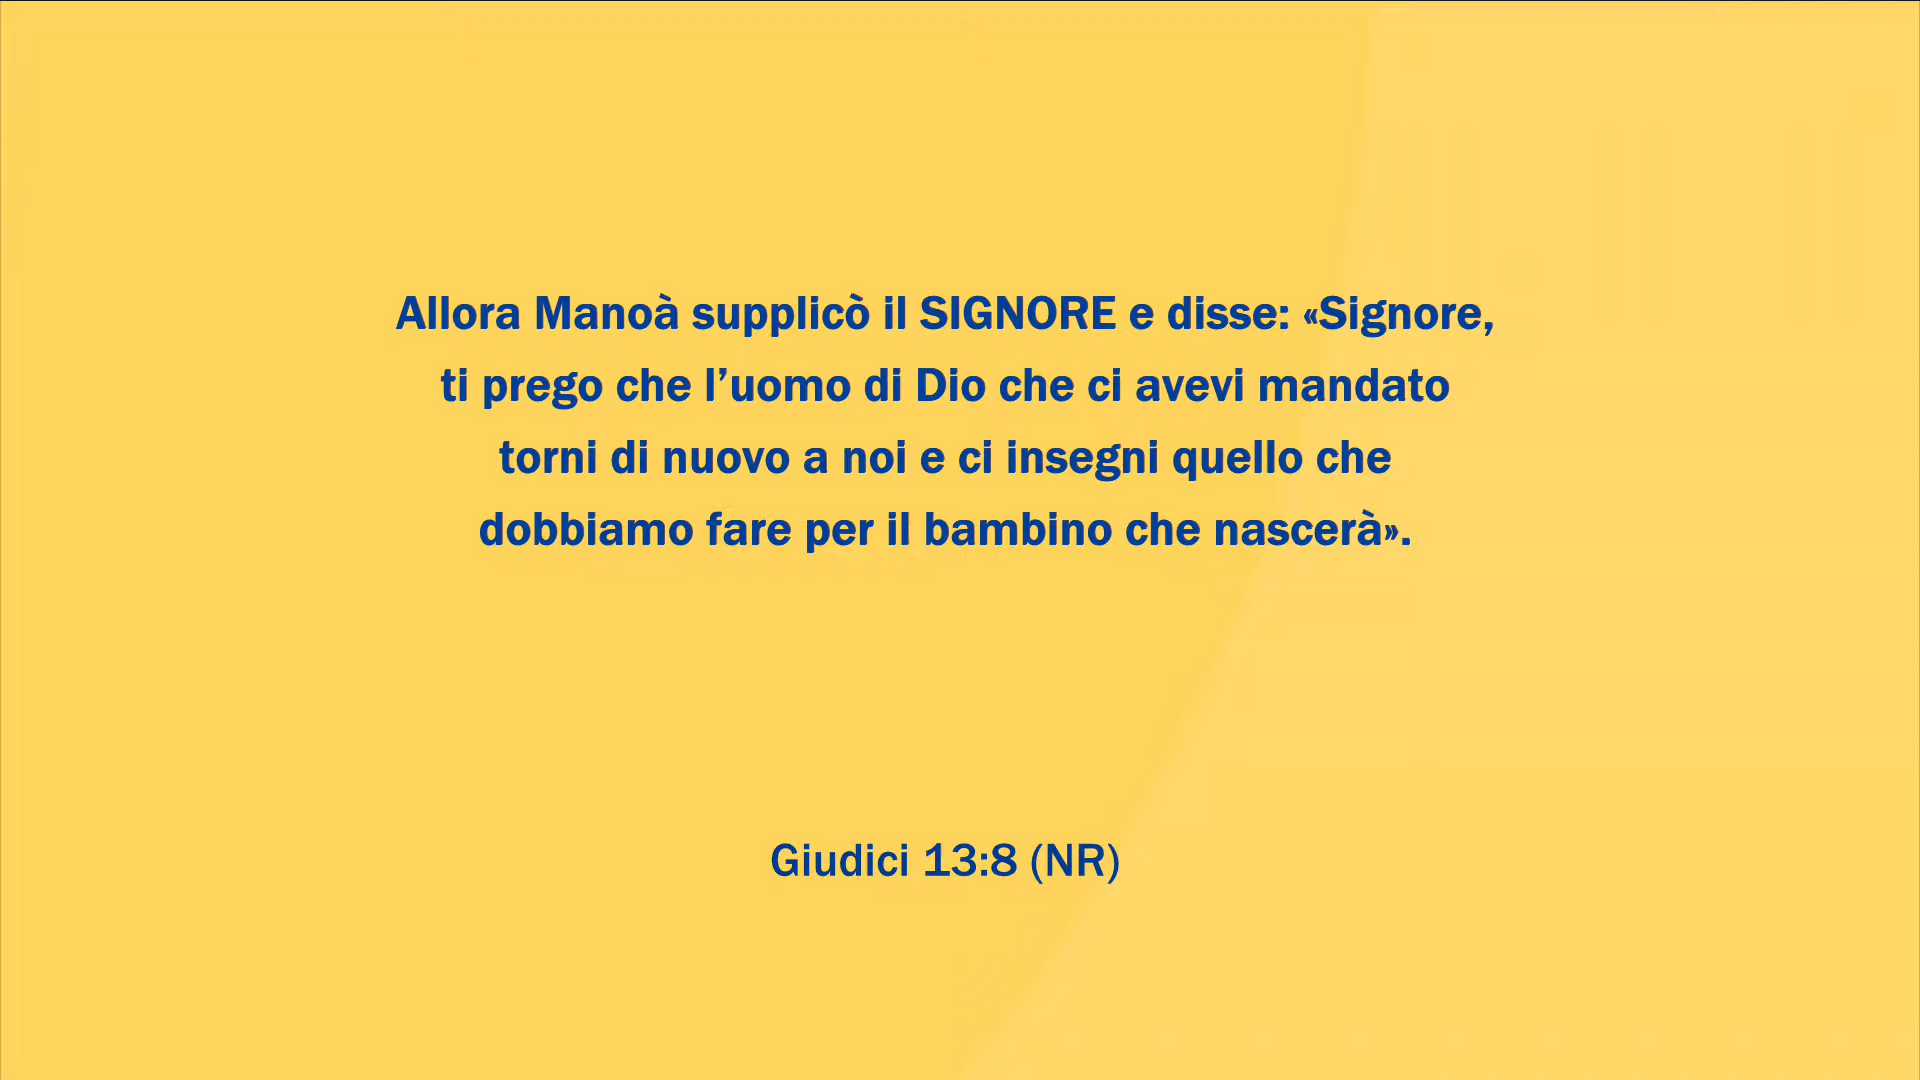 Allora Manoà supplicò il SIGNORE e disse: «Signore,
ti prego che l’uomo di Dio che ci avevi mandato
torni di nuovo a noi e ci insegni quello che
dobbiamo fare per il bambino che nascerà».
Giudici 13:8 (NR)